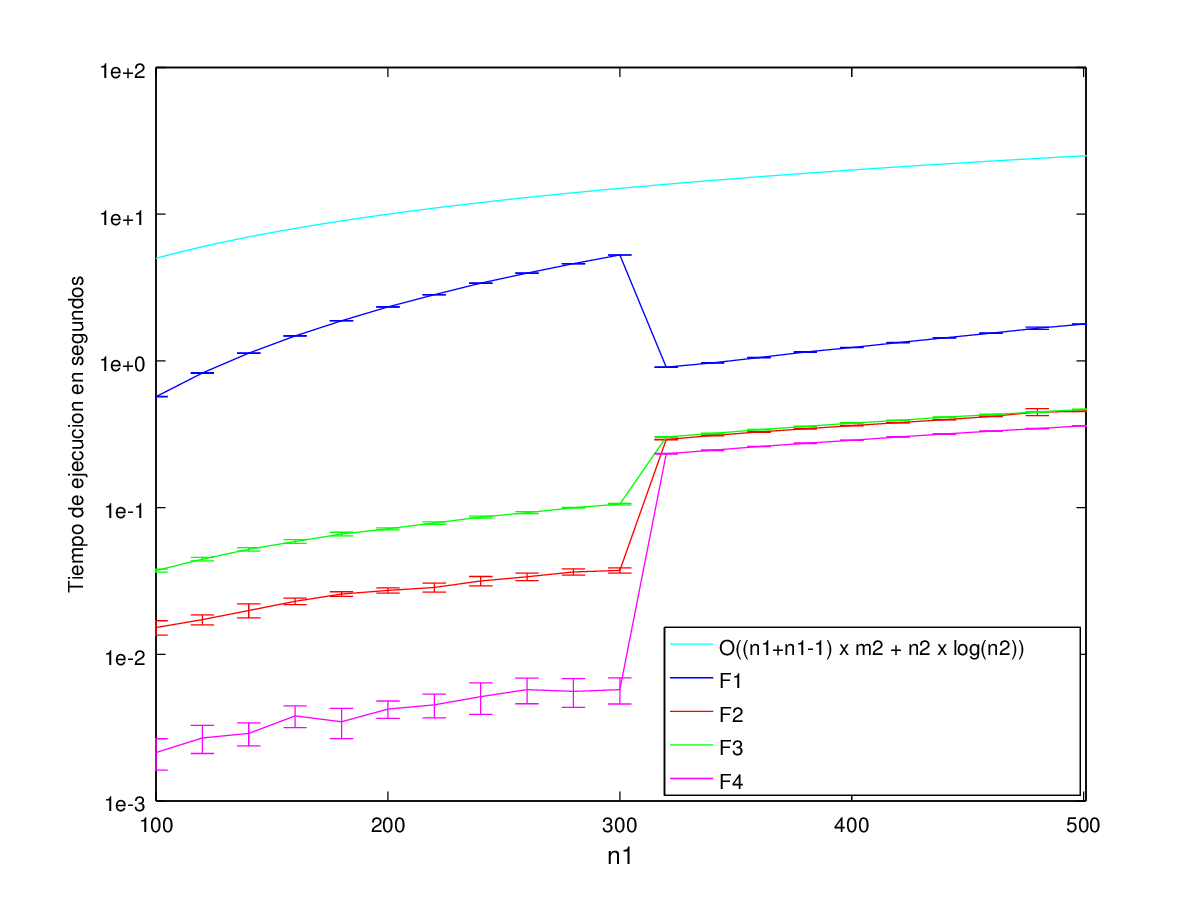 1e+2
1e+1
1e+0
1e-1
1e-2
1e-3
Tiempo de ejecucion en segundos
O((n1+n1-1) x m2 + n2 x log(n2))
F1
F2
F3
F4
100 200 300 400 500
n1